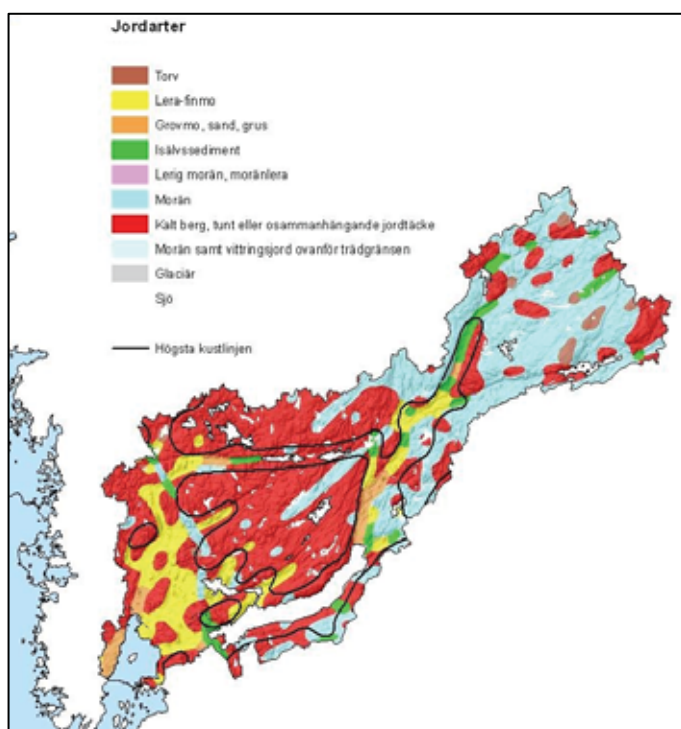 Jordarter
Torv
Lera-finmo
Grovmo, sand, grus
Isälvssediment
Lerig morän, moränlera
Morän
Kalt berg, tunt eller osammanhängande jordtäcke
Morän samt vittringsjord ovanför trädgränsen
Glaciär
Sjö
Högsta kustlinjen